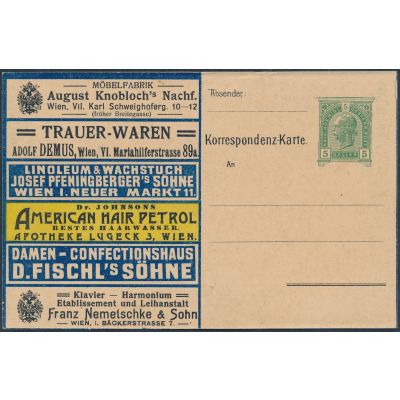 MÖBELFABRIK
August Knobloch's Nachf.
Wien, VII. Karl Schweighoferg. 10-12
(früher Breitegasse)
TRAUER-WAREN
ADOLF DEMUS, Wien, VI. Mariahilferstrasse 89a.
LINOLEUM & WACHSTUCH
JOSEF PFENINGBERGER'S SÖHNE
WIEN I. NEUER MARKT 11.
Dr. JOHNSONS
AMERICAN HAIR PETROL
BESTES HAARWASSER.
APOTHEKE LUGECK 3, WIEN.
DAMEN-CONFECTIONSHAUS
D. FISCHL'S SÖHNE
Klavier - Harmonium
Etablissement und Leihanstalt
Franz Nemetschke & Sohn
WIEN, I. BÄCKERSTRASSE 7.
Absender
5
5 HELLER 5
Korrespondenz-Karte.
An